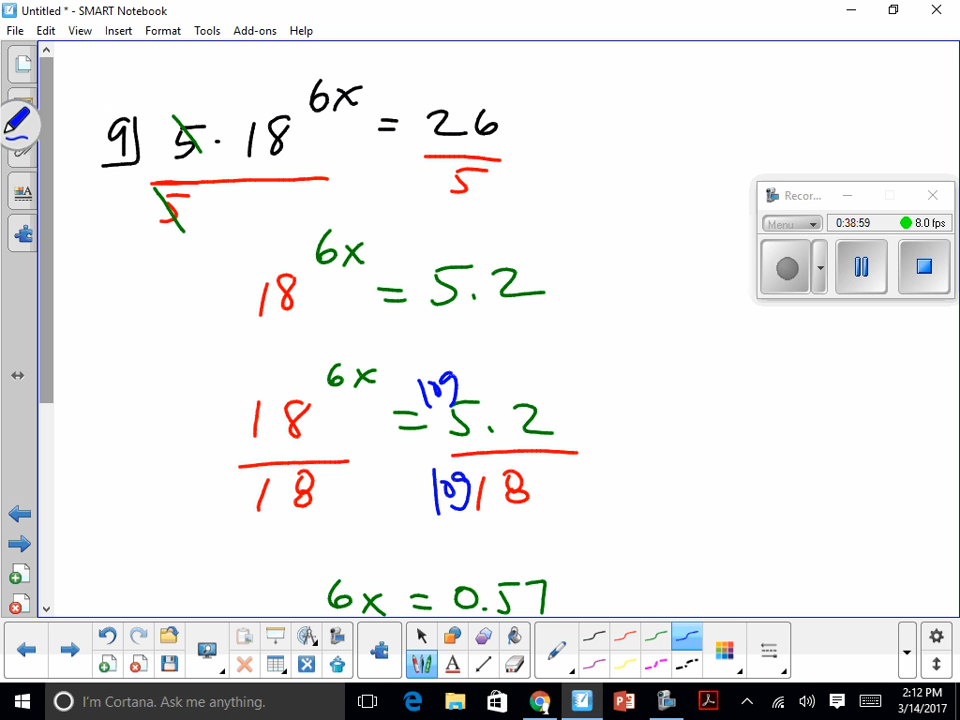 Untitled * - SMART Notebook
File Edit View Insert Format Tools Add-ons Help
9) 5 · 18^6x = 26
5 5
18^6x = 5.2
18^6x = log 5.2
18 log 18
6x = 0.57
Recor...
Menu 0:38:59 8.0 fps
A
I'm Cortana. Ask me anything.
2:12 PM
3/14/2017